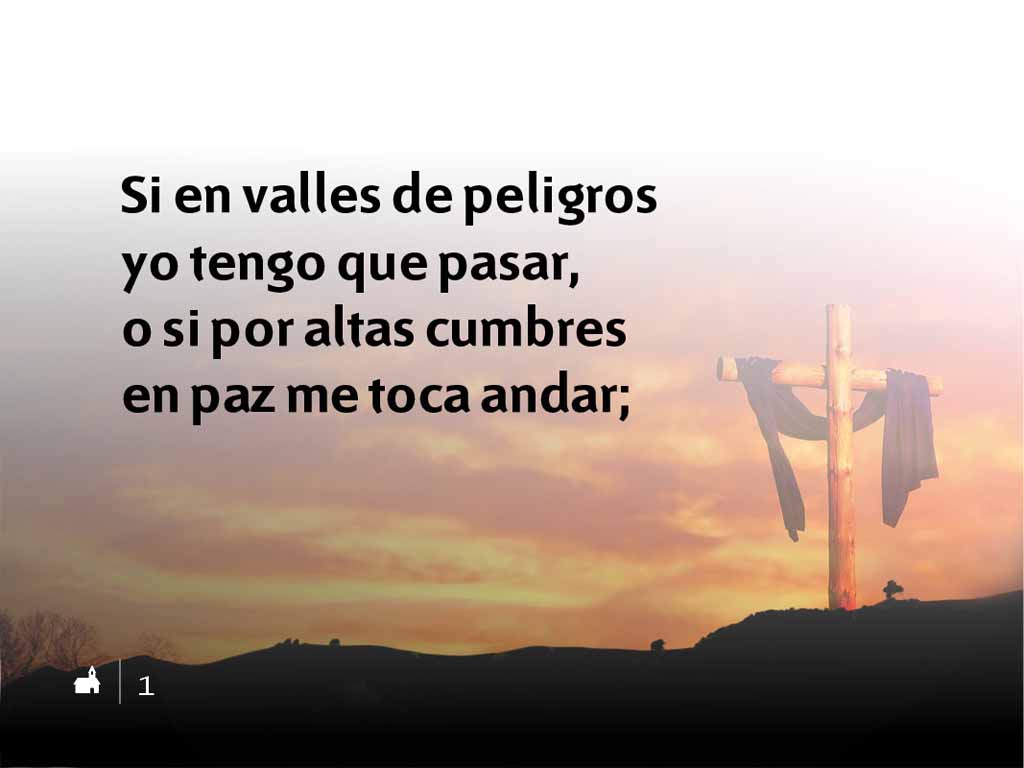 Si en valles de peligros
yo tengo que pasar,
o si por altas cumbres
en paz me toca andar;
1